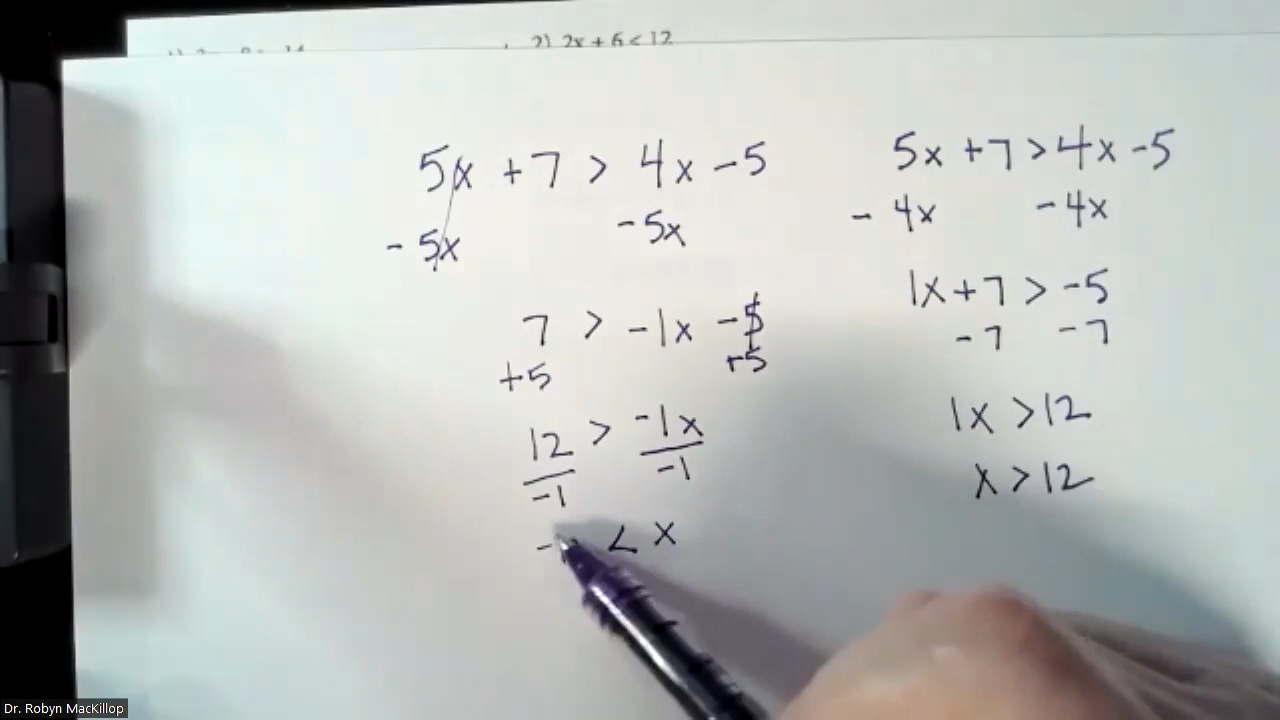 2) 2x + 6 < 12
5x + 7 > 4x - 5
- 5x - 5x
7 > -1x - 5
+5 +5
12 > -1x
-1 -1
< x
5x + 7 > 4x - 5
- 4x - 4x
1x + 7 > -5
-7 -7
1x > 12
x > 12
Dr. Robyn MacKillop